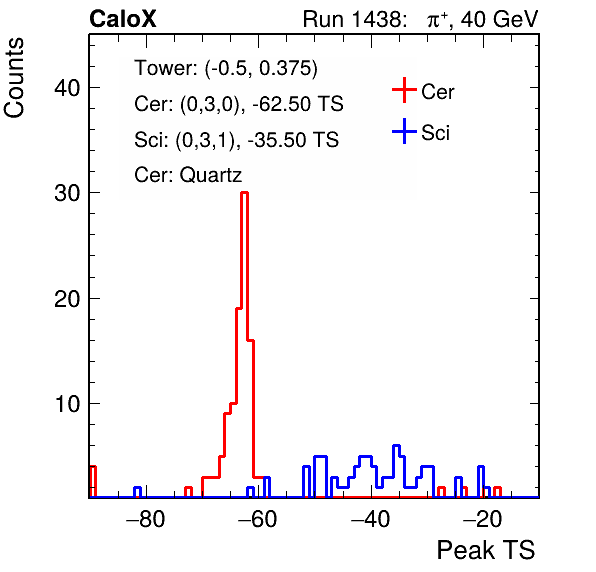 CaloX Run 1438: π⁺, 40 GeV
Counts
Tower: (-0.5, 0.375)
Cer: (0,3,0), -62.50 TS
Sci: (0,3,1), -35.50 TS
Cer: Quartz
Cer
Sci
40
30
20
10
−80 −60 −40 −20
Peak TS